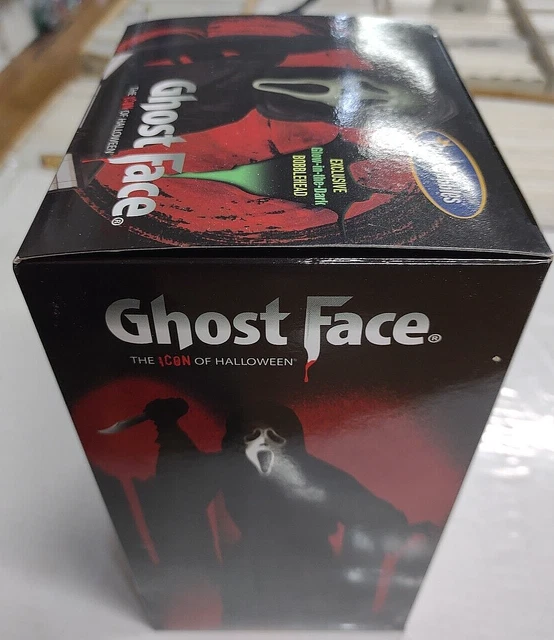 Ghost Face®
THE ICON OF HALLOWEEN
EXCLUSIVE
Glow-in-the-Dark
BOBBLEHEAD
Ghost Face®
THE ICON OF HALLOWEEN®